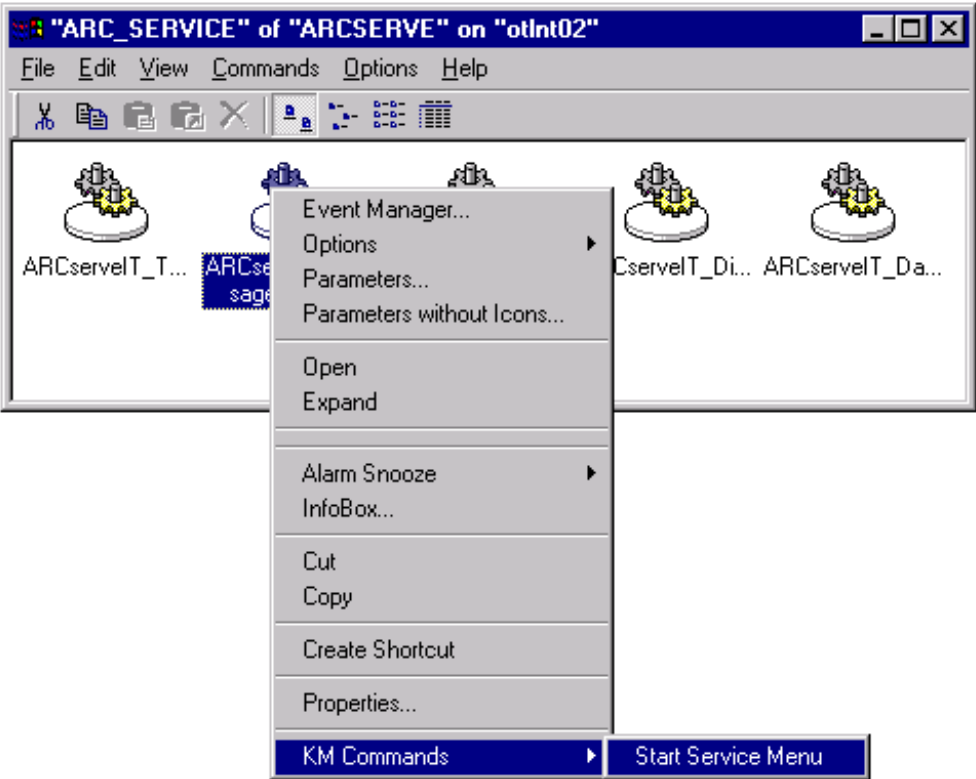 "ARC_SERVICE" of "ARCSERVE" on "otInt02"
File Edit View Commands Options Help
ARCserveIT_T... ARCse CserveIT_Di... ARCserveIT_Da...
sage
Event Manager...
Options
Parameters...
Parameters without Icons...
Open
Expand
Alarm Snooze
InfoBox...
Cut
Copy
Create Shortcut
Properties...
KM Commands Start Service Menu